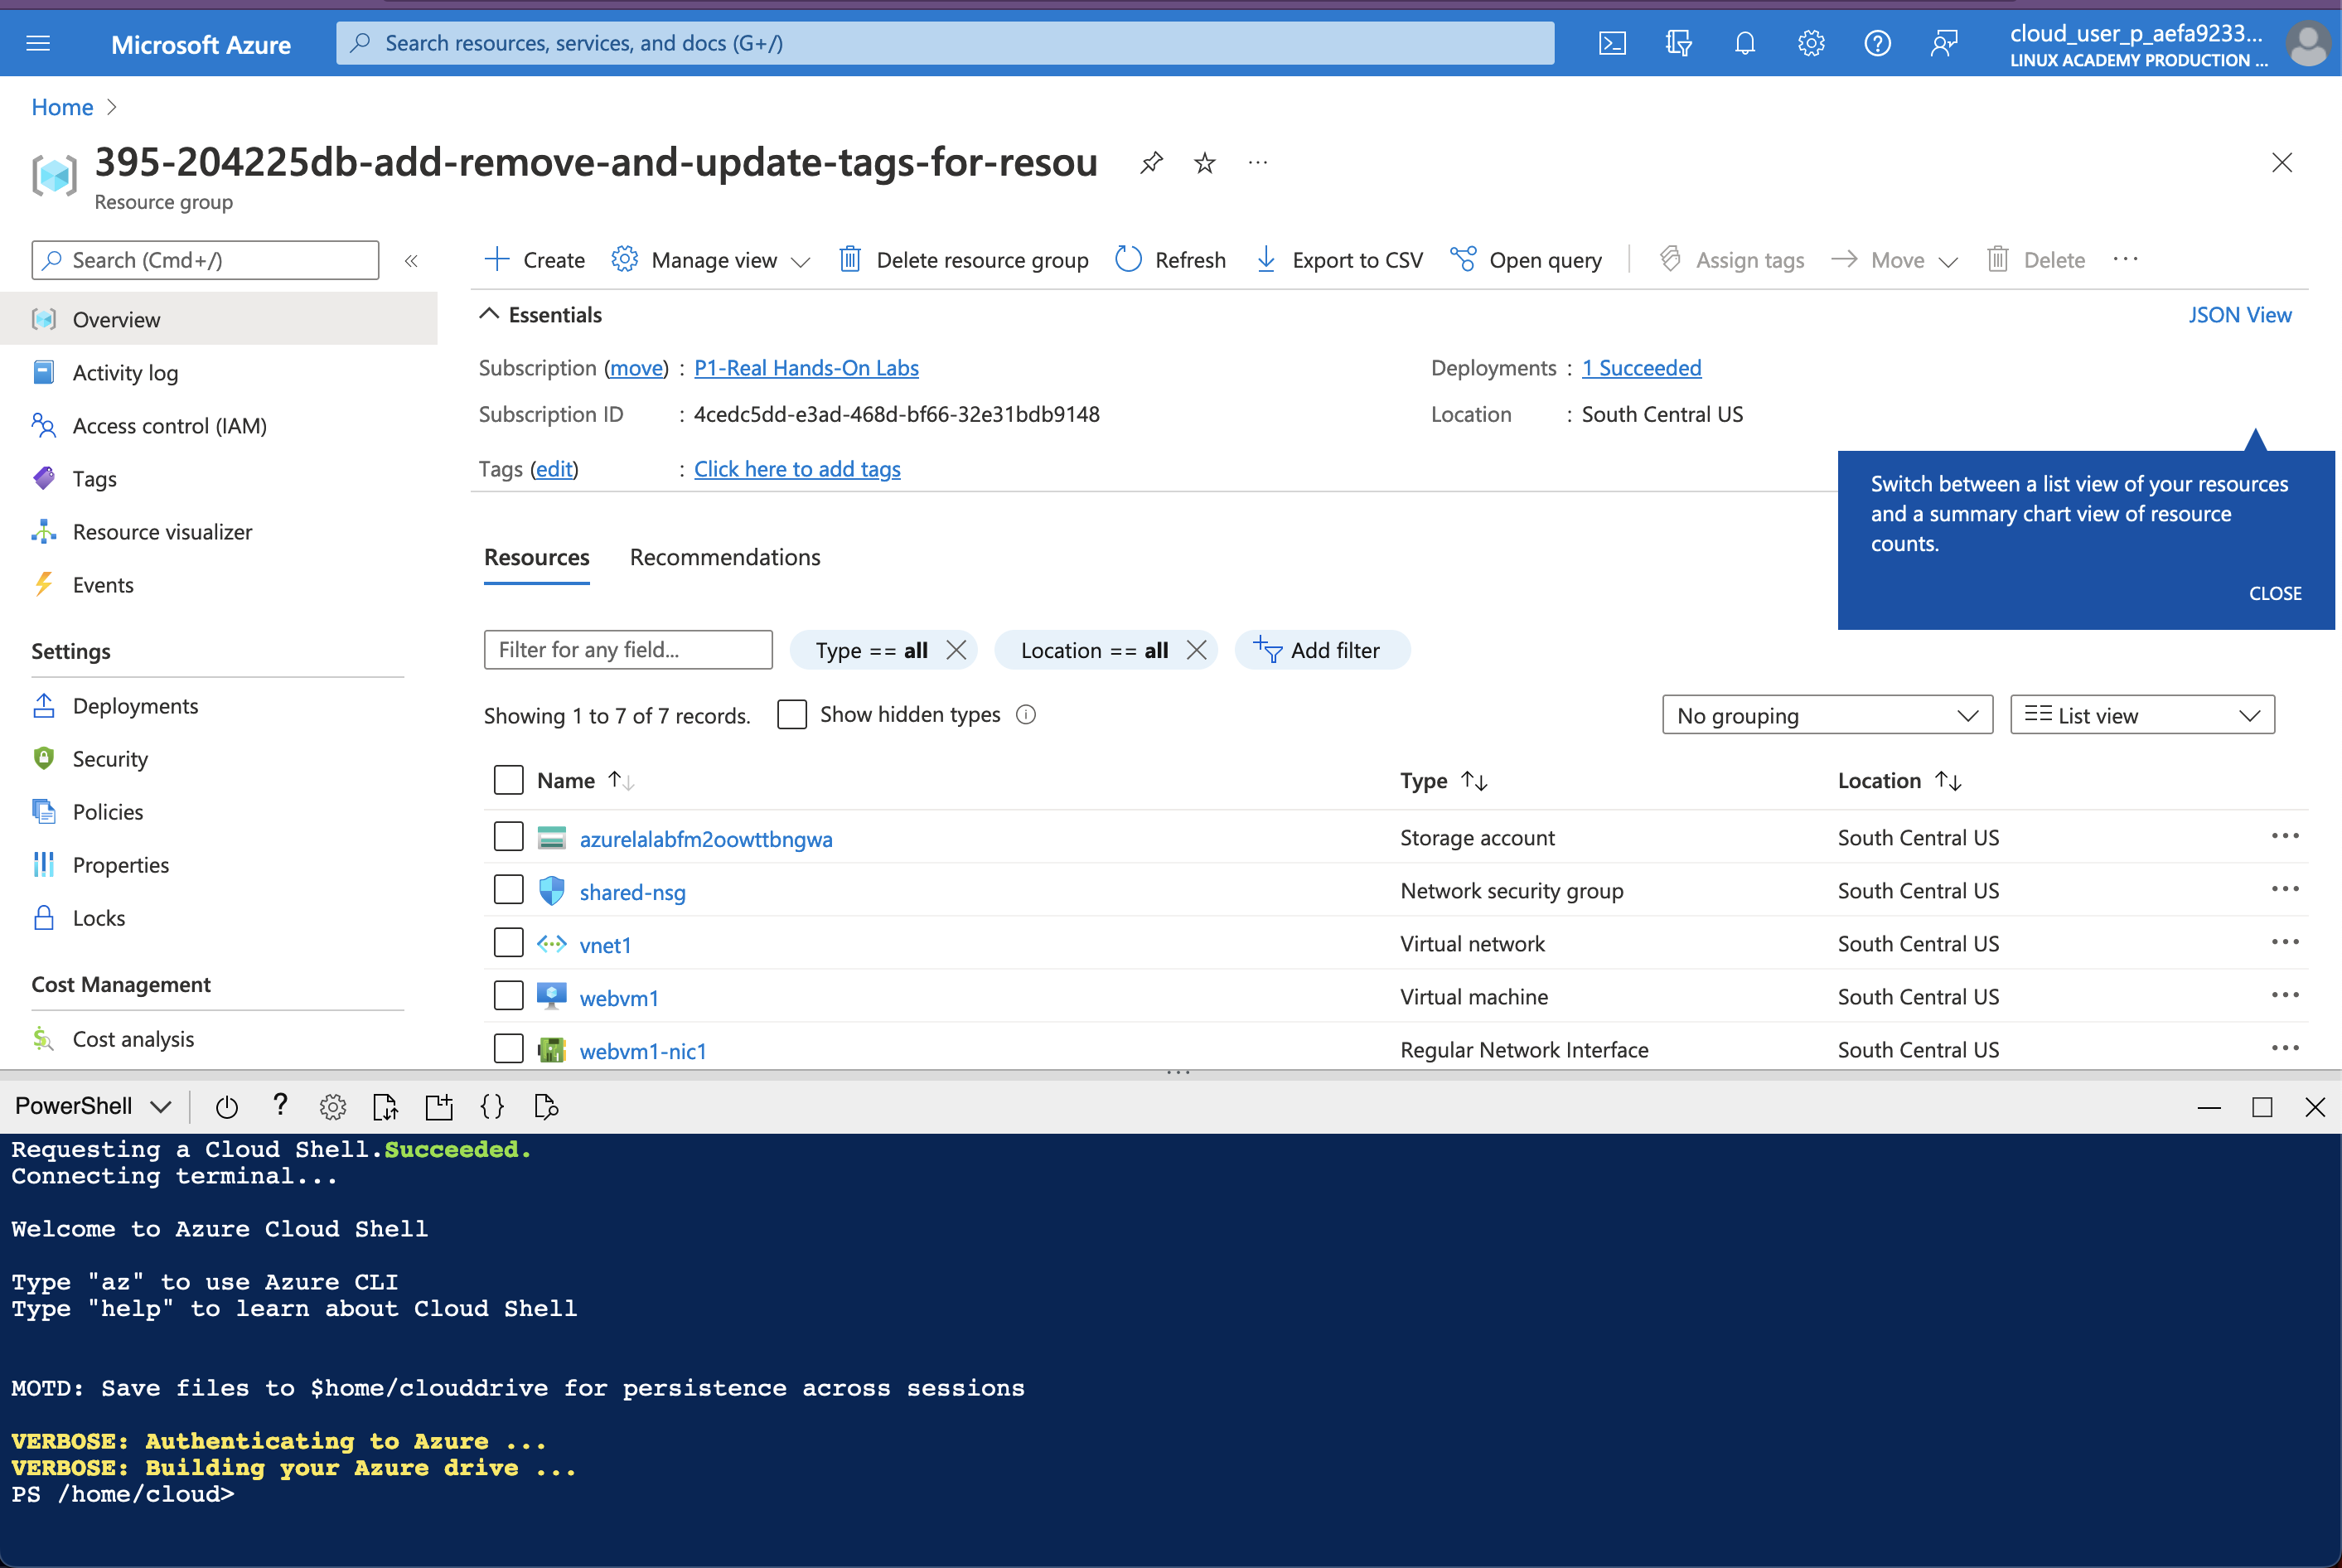 Microsoft Azure
Search resources, services, and docs (G+/)
cloud_user_p_aefa9233...
LINUX ACADEMY PRODUCTION ...
Home >
395-204225db-add-remove-and-update-tags-for-resou
Resource group
Search (Cmd+/)
«
Create
Manage view
Delete resource group
Refresh
Export to CSV
Open query
Assign tags
Move
Delete
Overview
Activity log
Access control (IAM)
Tags
Resource visualizer
Events
Settings
Deployments
Security
Policies
Properties
Locks
Cost Management
Cost analysis
Essentials
JSON View
Subscription (move) : P1-Real Hands-On Labs
Deployments : 1 Succeeded
Subscription ID : 4cedc5dd-e3ad-468d-bf66-32e31bdb9148
Location : South Central US
Tags (edit) : Click here to add tags
Switch between a list view of your resources
and a summary chart view of resource
counts.
CLOSE
Resources Recommendations
Filter for any field...
Type == all
Location == all
Add filter
Showing 1 to 7 of 7 records.
Show hidden types
No grouping
List view
Name Type Location
azurelalabfm2oowttbngwa Storage account South Central US
shared-nsg Network security group South Central US
vnet1 Virtual network South Central US
webvm1 Virtual machine South Central US
webvm1-nic1 Regular Network Interface South Central US
PowerShell
?
{}
Requesting a Cloud Shell.Succeeded.
Connecting terminal...
Welcome to Azure Cloud Shell
Type "az" to use Azure CLI
Type "help" to learn about Cloud Shell
MOTD: Save files to $home/clouddrive for persistence across sessions
VERBOSE: Authenticating to Azure ...
VERBOSE: Building your Azure drive ...
PS /home/cloud>